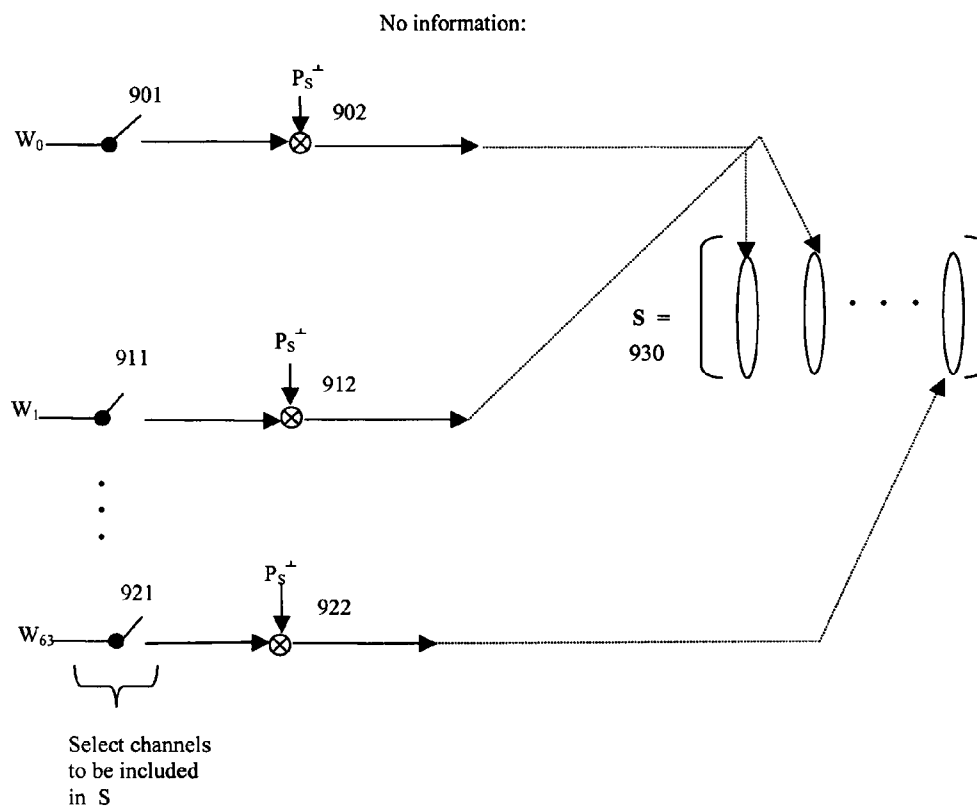 No information:
P_S^⊥
901
902
W_0
S =
930
P_S^⊥
911
912
W_1
P_S^⊥
921
922
W_63
Select channels
to be included
in S